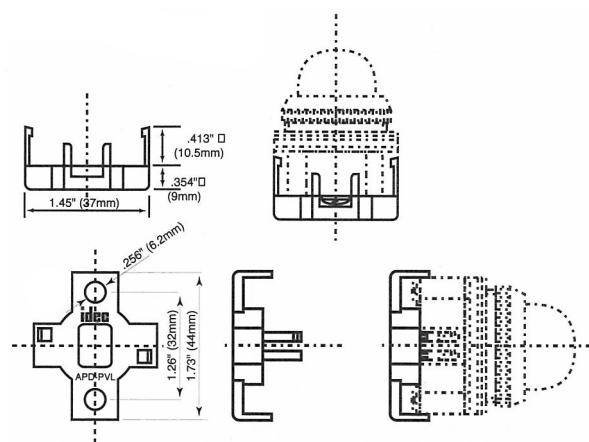 .413" □
(10.5mm)
.354"□
(9mm)
1.45" (37mm)
.256" (6.2mm)
idec
APD PVL
1.26" (32mm)
1.73" (44mm)